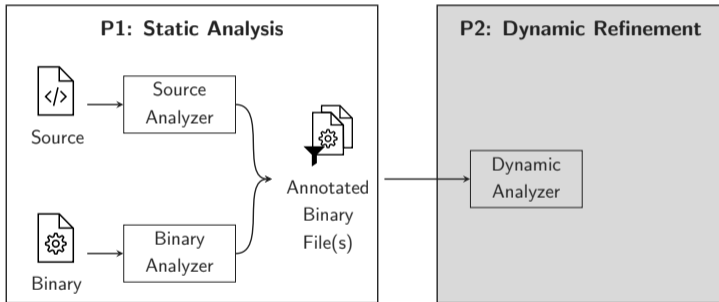 P1: Static Analysis
</>
Source
Source
Analyzer
Binary
Binary
Analyzer
Annotated
Binary
File(s)
P2: Dynamic Refinement
Dynamic
Analyzer